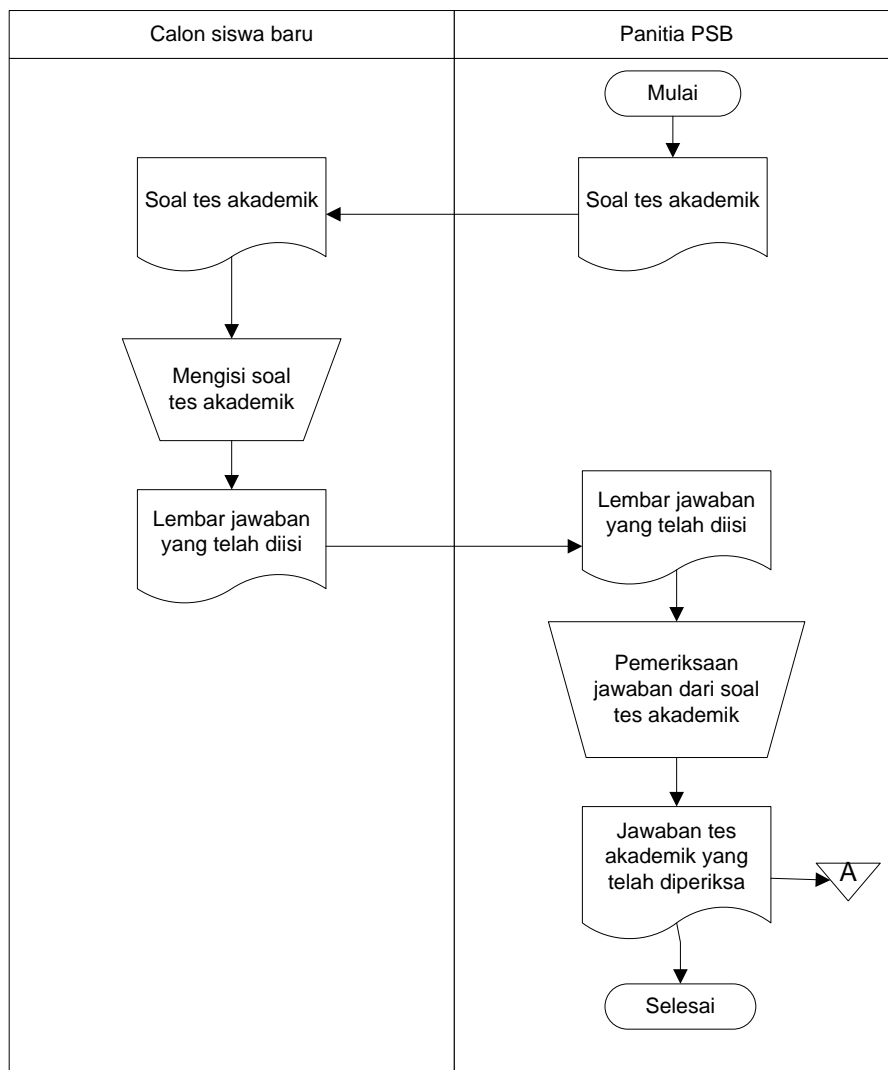 Calon siswa baru
Panitia PSB
Mulai
Soal tes akademik
Soal tes akademik
Mengisi soal
tes akademik
Lembar jawaban
yang telah diisi
Lembar jawaban
yang telah diisi
Pemeriksaan
jawaban dari soal
tes akademik
Jawaban tes
akademik yang
telah diperiksa
A
Selesai